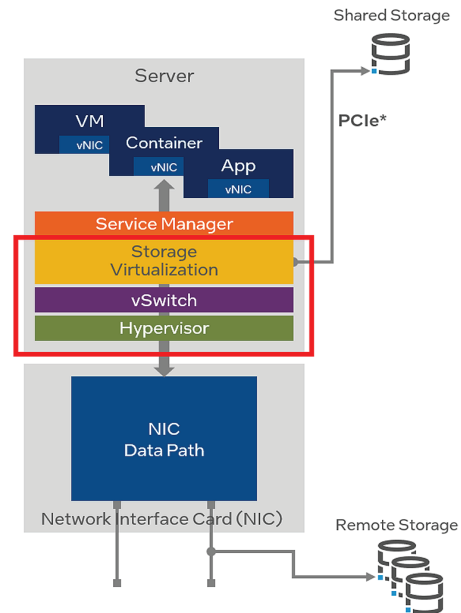 Shared Storage
Server
PCIe*
VM
vNIC
Container
vNIC
App
vNIC
Service Manager
Storage
Virtualization
vSwitch
Hypervisor
NIC
Data Path
Network Interface Card (NIC)
Remote Storage